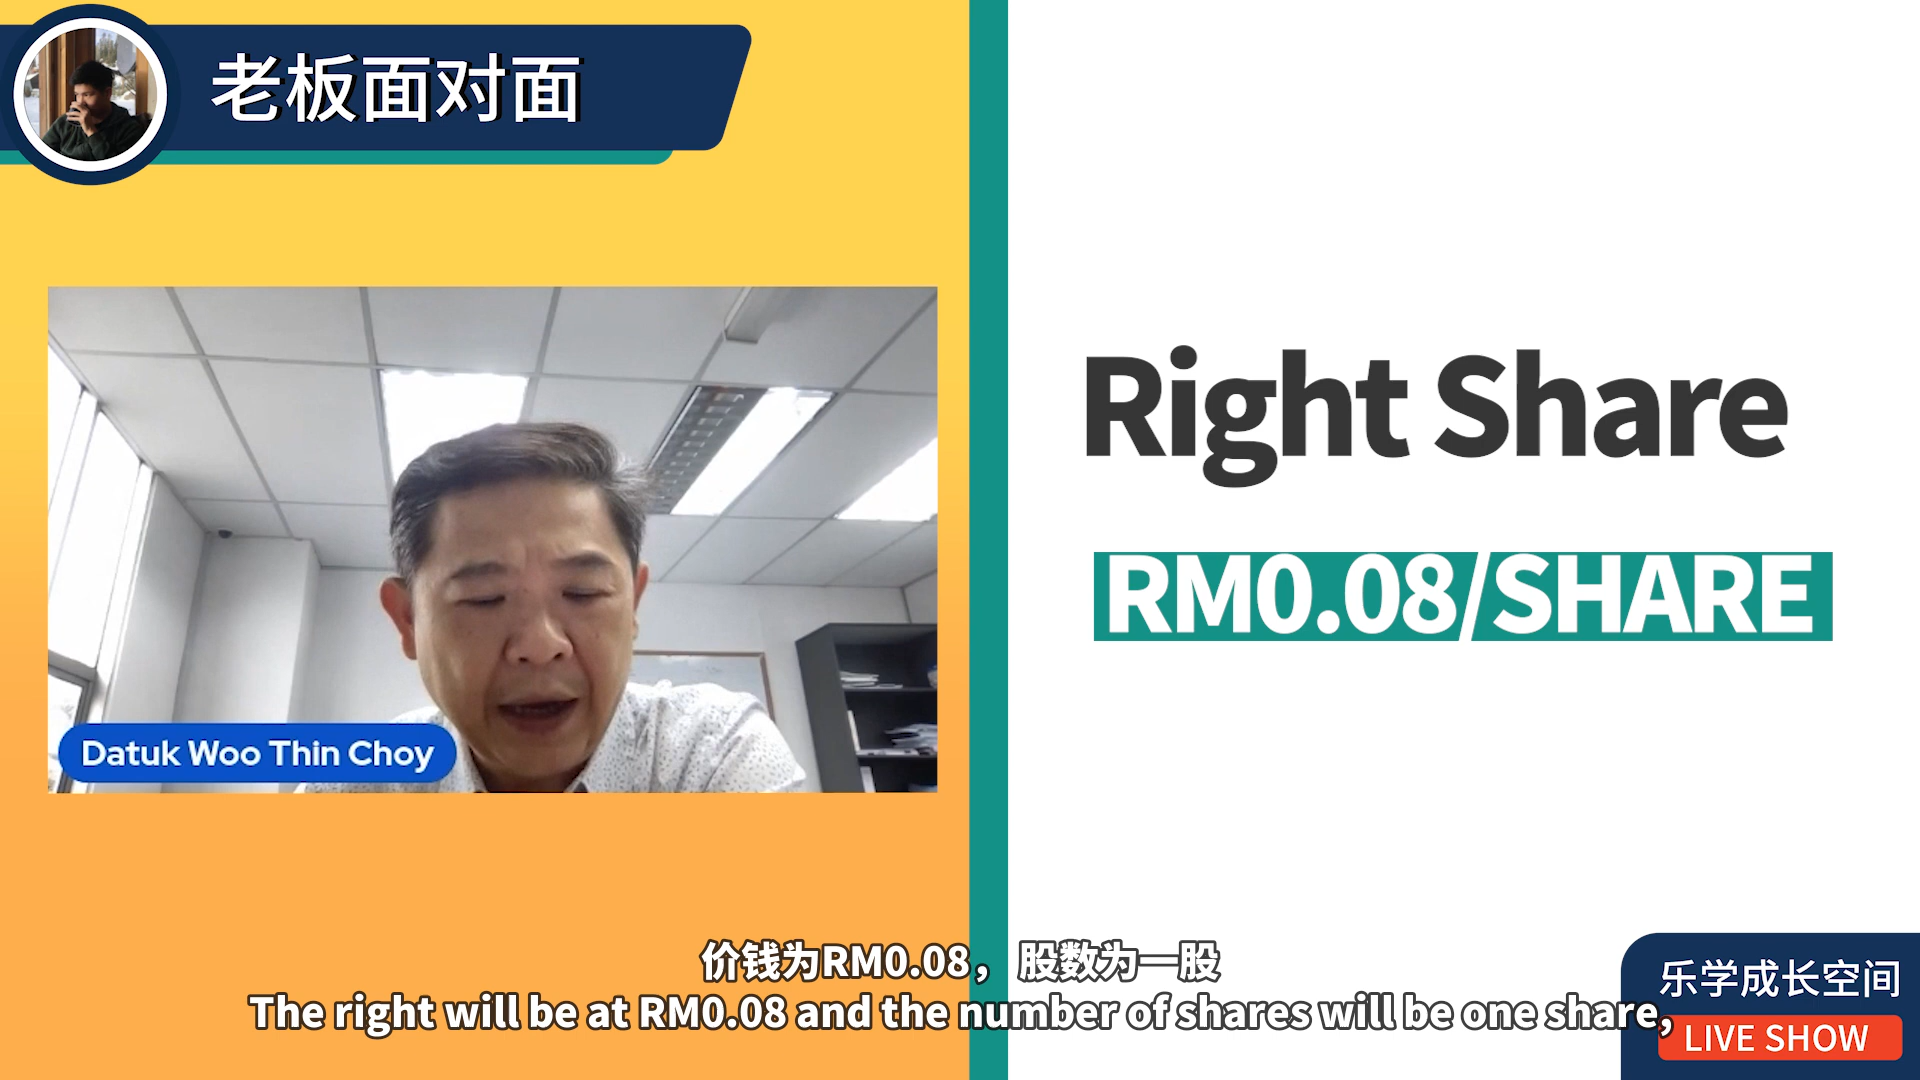 老板面对面
Right Share
RM0.08/SHARE
Datuk Woo Thin Choy
价钱为RM0.08， 股数为一股
The right will be at RM0.08 and the number of shares will be one share,
乐学成长空间
LIVE SHOW